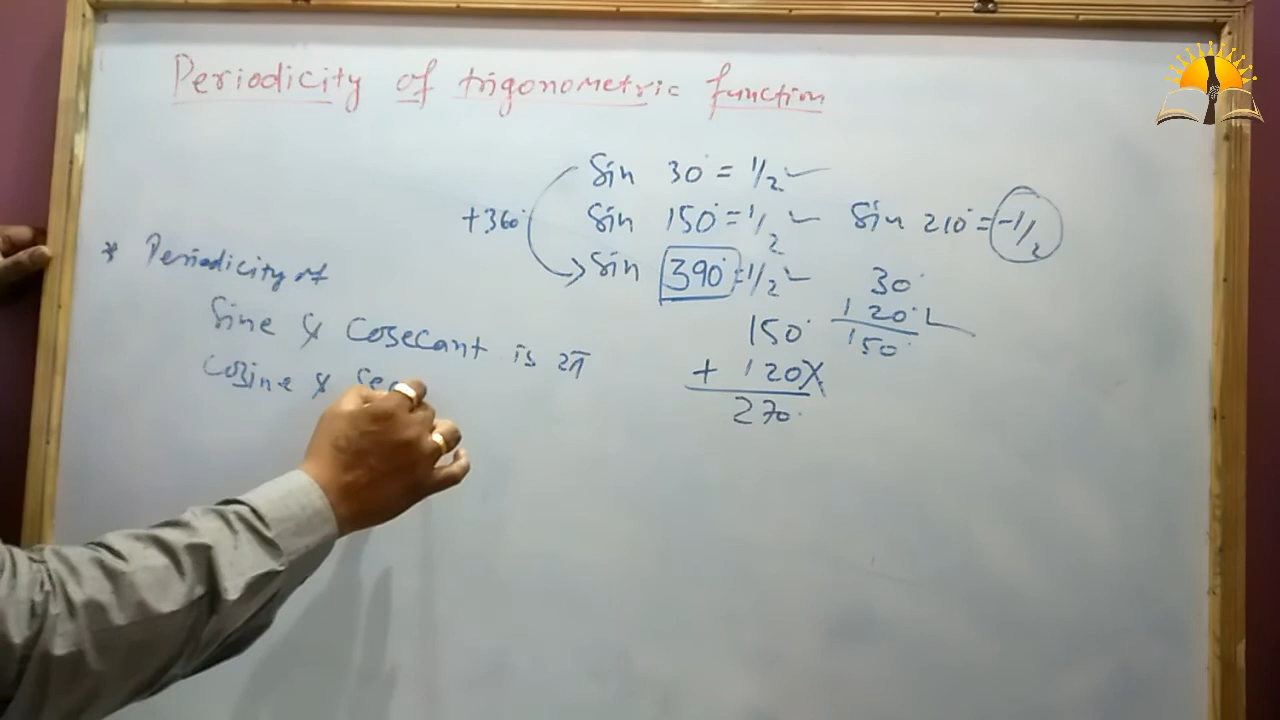 Periodicity of trigonometric function
Sin 30° = 1/2
+360°
Sin 150° = 1/2
Sin 210° = -1/2
Sin 390° = 1/2
30°
120°
150°
150°
+ 120 X
270°
* Periodicity of
Sine & Cosecant is 2π
Cosine & Sec